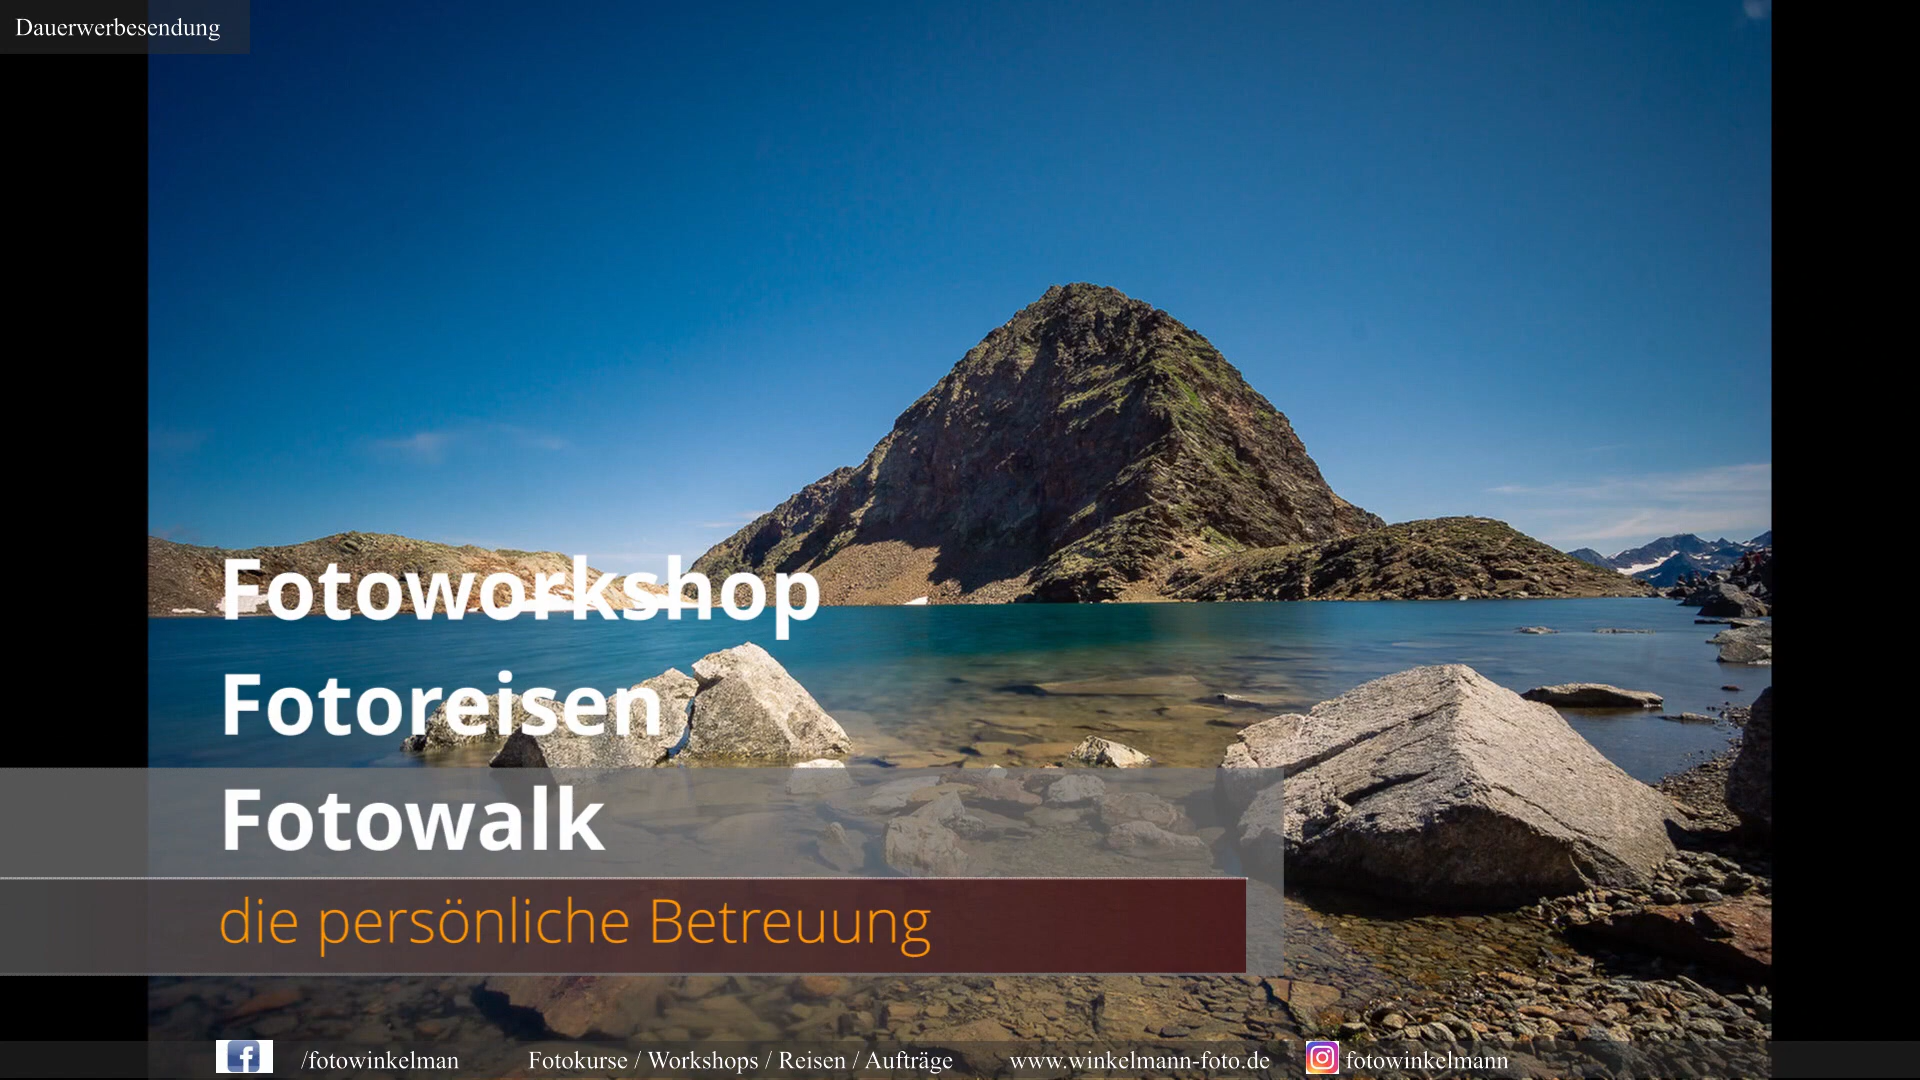 Dauerwerbesendung
Fotoworkshop
Fotoreisen
Fotowalk
die persönliche Betreuung
/fotowinkelman Fotokurse / Workshops / Reisen / Aufträge www.winkelmann-foto.de fotowinkelmann